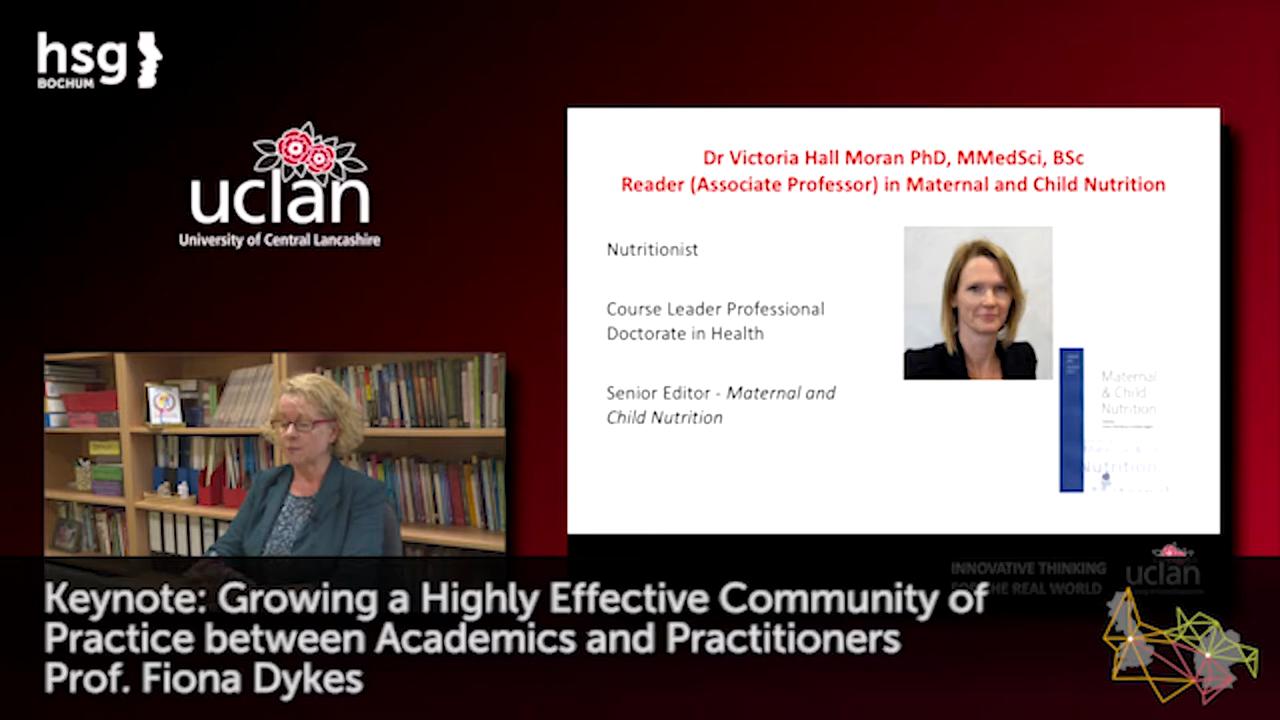 hsg
BOCHUM
uclan
University of Central Lancashire
Dr Victoria Hall Moran PhD, MMedSci, BSc
Reader (Associate Professor) in Maternal and Child Nutrition
Nutritionist
Course Leader Professional
Doctorate in Health
Senior Editor - Maternal and
Child Nutrition
Maternal
& Child
Nutrition
Nutrition
INNOVATIVE THINKING
FOR THE REAL WORLD
uclan
Keynote: Growing a Highly Effective Community of
Practice between Academics and Practitioners
Prof. Fiona Dykes